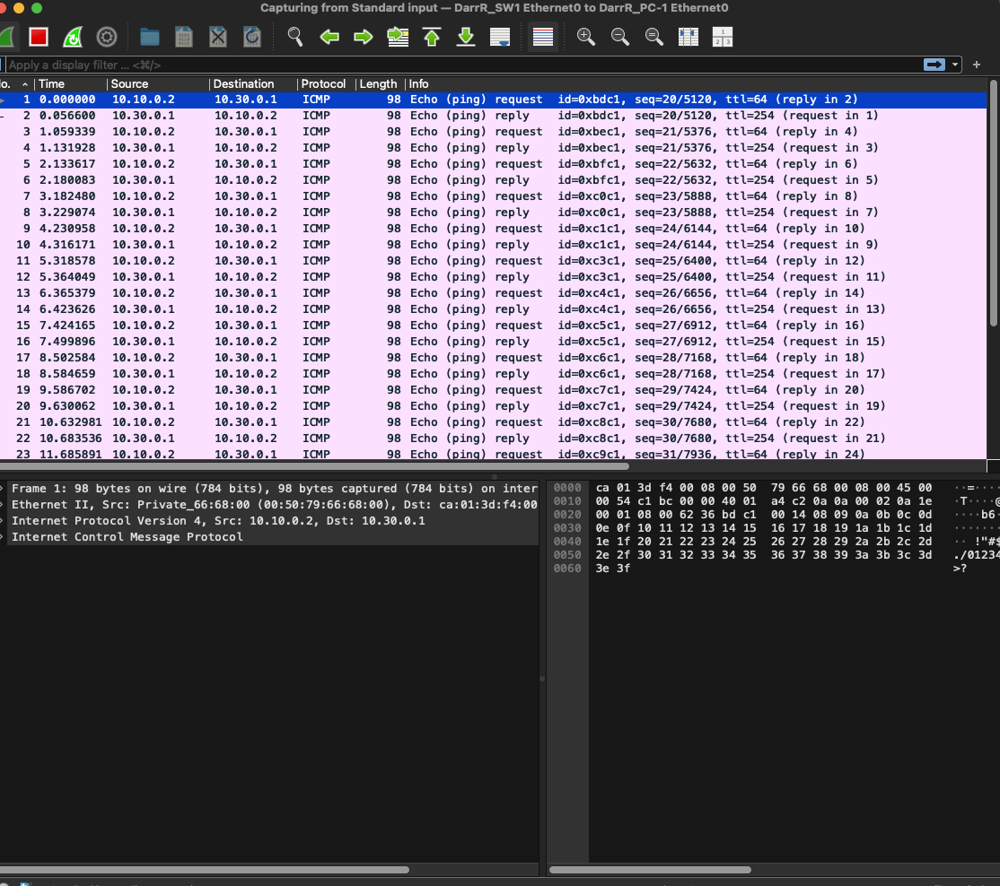 Capturing from Standard input — DarrR_SW1 Ethernet0 to DarrR_PC-1 Ethernet0
Apply a display filter … <⌘/>
o. Time Source Destination Protocol Length Info
1 0.000000 10.10.0.2 10.30.0.1 ICMP 98 Echo (ping) request id=0xbdc1, seq=20/5120, ttl=64 (reply in 2)
2 0.056600 10.30.0.1 10.10.0.2 ICMP 98 Echo (ping) reply id=0xbdc1, seq=20/5120, ttl=254 (request in 1)
3 1.059339 10.10.0.2 10.30.0.1 ICMP 98 Echo (ping) request id=0xbec1, seq=21/5376, ttl=64 (reply in 4)
4 1.131928 10.30.0.1 10.10.0.2 ICMP 98 Echo (ping) reply id=0xbec1, seq=21/5376, ttl=254 (request in 3)
5 2.133617 10.10.0.2 10.30.0.1 ICMP 98 Echo (ping) request id=0xbfc1, seq=22/5632, ttl=64 (reply in 6)
6 2.180083 10.30.0.1 10.10.0.2 ICMP 98 Echo (ping) reply id=0xbfc1, seq=22/5632, ttl=254 (request in 5)
7 3.182480 10.10.0.2 10.30.0.1 ICMP 98 Echo (ping) request id=0xc0c1, seq=23/5888, ttl=64 (reply in 8)
8 3.229074 10.30.0.1 10.10.0.2 ICMP 98 Echo (ping) reply id=0xc0c1, seq=23/5888, ttl=254 (request in 7)
9 4.230958 10.10.0.2 10.30.0.1 ICMP 98 Echo (ping) request id=0xc1c1, seq=24/6144, ttl=64 (reply in 10)
10 4.316171 10.30.0.1 10.10.0.2 ICMP 98 Echo (ping) reply id=0xc1c1, seq=24/6144, ttl=254 (request in 9)
11 5.318578 10.10.0.2 10.30.0.1 ICMP 98 Echo (ping) request id=0xc3c1, seq=25/6400, ttl=64 (reply in 12)
12 5.364049 10.30.0.1 10.10.0.2 ICMP 98 Echo (ping) reply id=0xc3c1, seq=25/6400, ttl=254 (request in 11)
13 6.365379 10.10.0.2 10.30.0.1 ICMP 98 Echo (ping) request id=0xc4c1, seq=26/6656, ttl=64 (reply in 14)
14 6.423626 10.30.0.1 10.10.0.2 ICMP 98 Echo (ping) reply id=0xc4c1, seq=26/6656, ttl=254 (request in 13)
15 7.424165 10.10.0.2 10.30.0.1 ICMP 98 Echo (ping) request id=0xc5c1, seq=27/6912, ttl=64 (reply in 16)
16 7.499896 10.30.0.1 10.10.0.2 ICMP 98 Echo (ping) reply id=0xc5c1, seq=27/6912, ttl=254 (request in 15)
17 8.502584 10.10.0.2 10.30.0.1 ICMP 98 Echo (ping) request id=0xc6c1, seq=28/7168, ttl=64 (reply in 18)
18 8.584659 10.30.0.1 10.10.0.2 ICMP 98 Echo (ping) reply id=0xc6c1, seq=28/7168, ttl=254 (request in 17)
19 9.586702 10.10.0.2 10.30.0.1 ICMP 98 Echo (ping) request id=0xc7c1, seq=29/7424, ttl=64 (reply in 20)
20 9.630062 10.30.0.1 10.10.0.2 ICMP 98 Echo (ping) reply id=0xc7c1, seq=29/7424, ttl=254 (request in 19)
21 10.632981 10.10.0.2 10.30.0.1 ICMP 98 Echo (ping) request id=0xc8c1, seq=30/7680, ttl=64 (reply in 22)
22 10.683536 10.30.0.1 10.10.0.2 ICMP 98 Echo (ping) reply id=0xc8c1, seq=30/7680, ttl=254 (request in 21)
23 11.685891 10.10.0.2 10.30.0.1 ICMP 98 Echo (ping) request id=0xc9c1, seq=31/7936, ttl=64 (reply in 24)
Frame 1: 98 bytes on wire (784 bits), 98 bytes captured (784 bits) on inter
Ethernet II, Src: Private_66:68:00 (00:50:79:66:68:00), Dst: ca:01:3d:f4:00
Internet Protocol Version 4, Src: 10.10.0.2, Dst: 10.30.0.1
Internet Control Message Protocol
0000 ca 01 3d f4 00 08 00 50 79 66 68 00 08 00 45 00 ··=····
0010 00 54 c1 bc 00 00 40 01 a4 c2 0a 0a 00 02 0a 1e ·T····@
0020 00 01 08 00 62 36 bd c1 00 14 08 09 0a 0b 0c 0d ····b6·
0030 0e 0f 10 11 12 13 14 15 16 17 18 19 1a 1b 1c 1d ·······
0040 1e 1f 20 21 22 23 24 25 26 27 28 29 2a 2b 2c 2d ·· !"#$
0050 2e 2f 30 31 32 33 34 35 36 37 38 39 3a 3b 3c 3d ./01234
0060 3e 3f >?